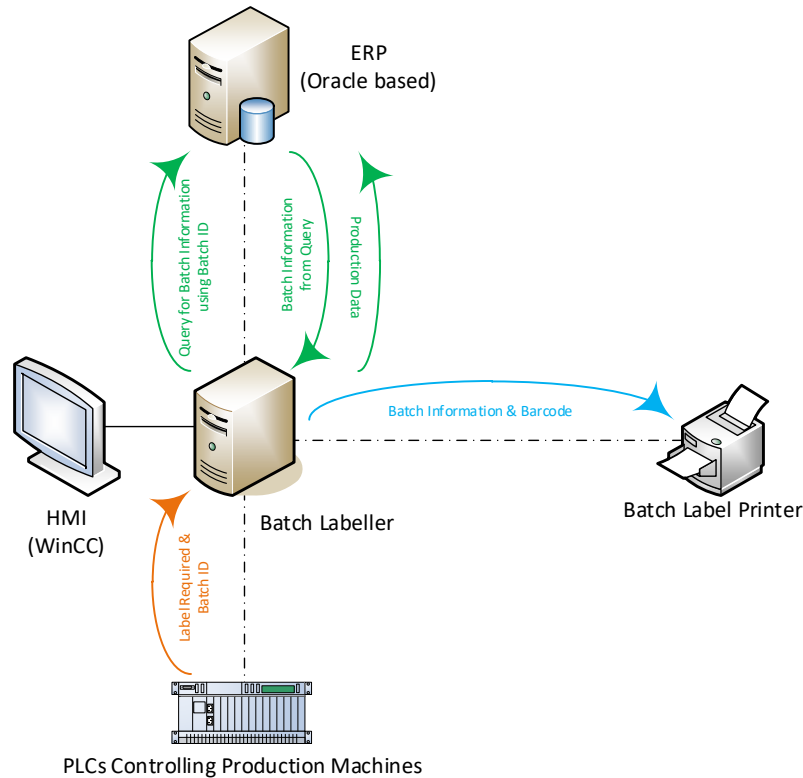 ERP
(Oracle based)
Query for Batch Information
using Batch ID
Batch Information
from Query
Production Data
Batch Information & Barcode
HMI
(WinCC)
Batch Labeller
Batch Label Printer
Label Required &
Batch ID
PLCs Controlling Production Machines